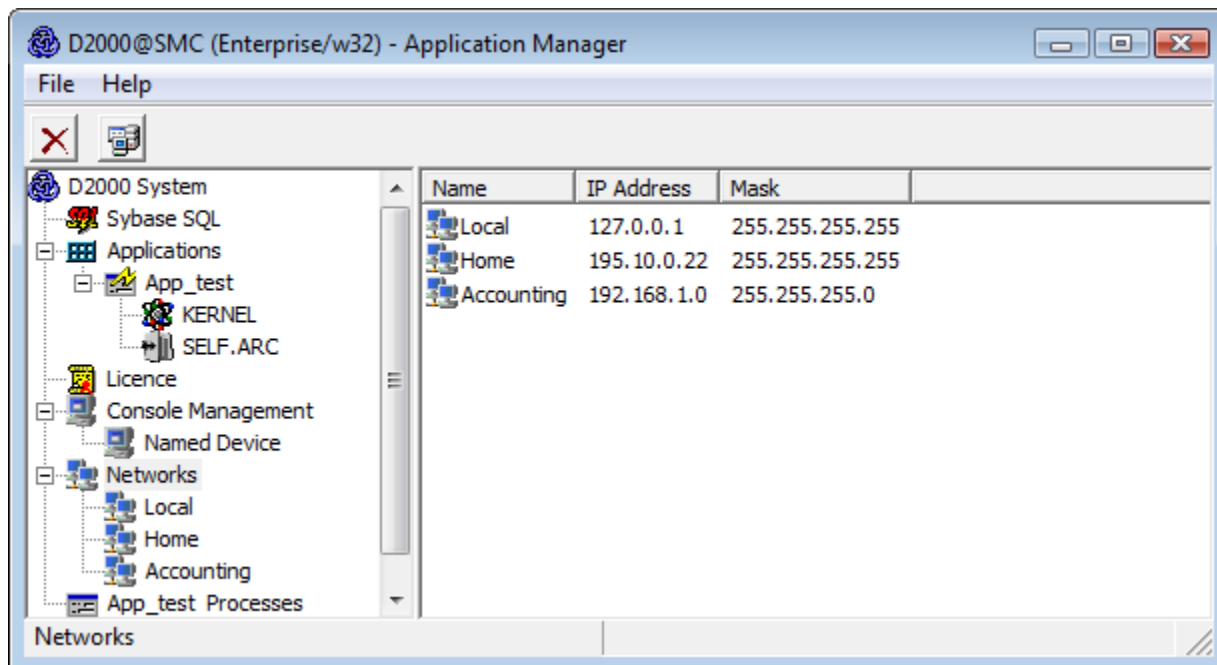 D2000@SMC (Enterprise/w32) - Application Manager
File Help
D2000 System
Sybase SQL
Applications
App_test
KERNEL
SELF.ARC
Licence
Console Management
Named Device
Networks
Local
Home
Accounting
App_test Processes
Name IP Address Mask
Local 127.0.0.1 255.255.255.255
Home 195.10.0.22 255.255.255.255
Accounting 192.168.1.0 255.255.255.0
Networks